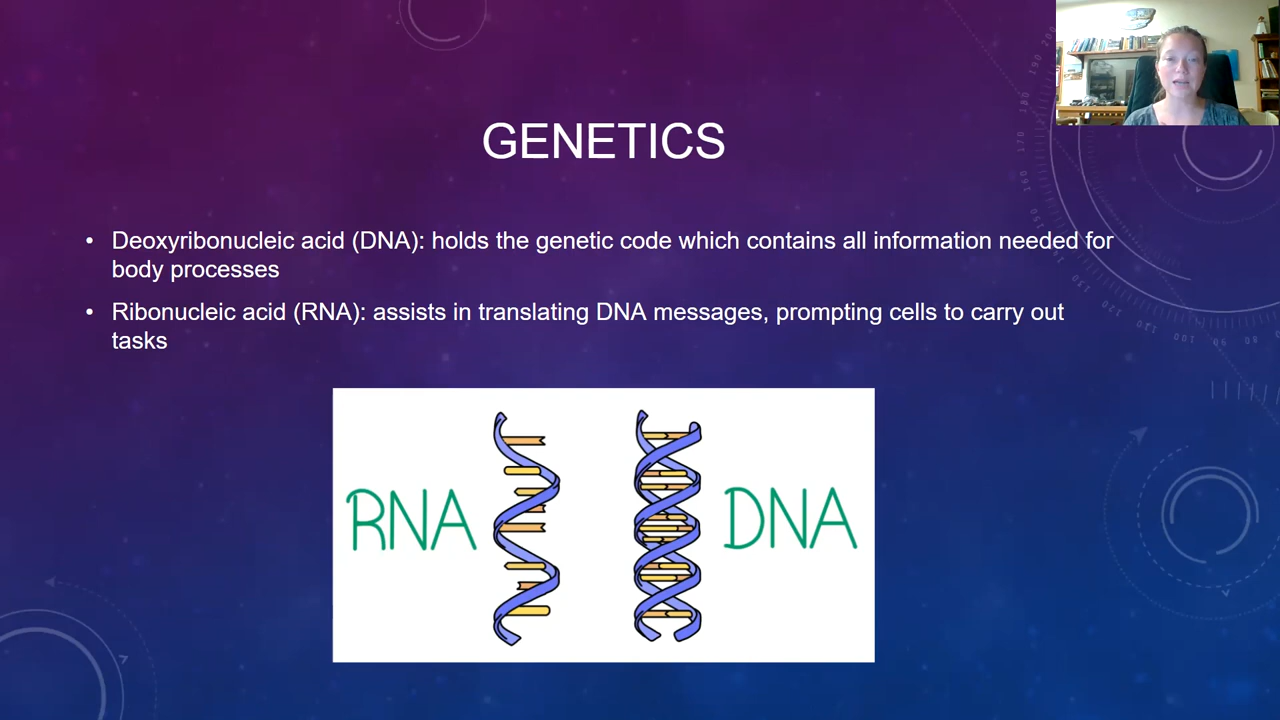 GENETICS
• Deoxyribonucleic acid (DNA): holds the genetic code which contains all information needed for
body processes
• Ribonucleic acid (RNA): assists in translating DNA messages, prompting cells to carry out
tasks
RNA
DNA